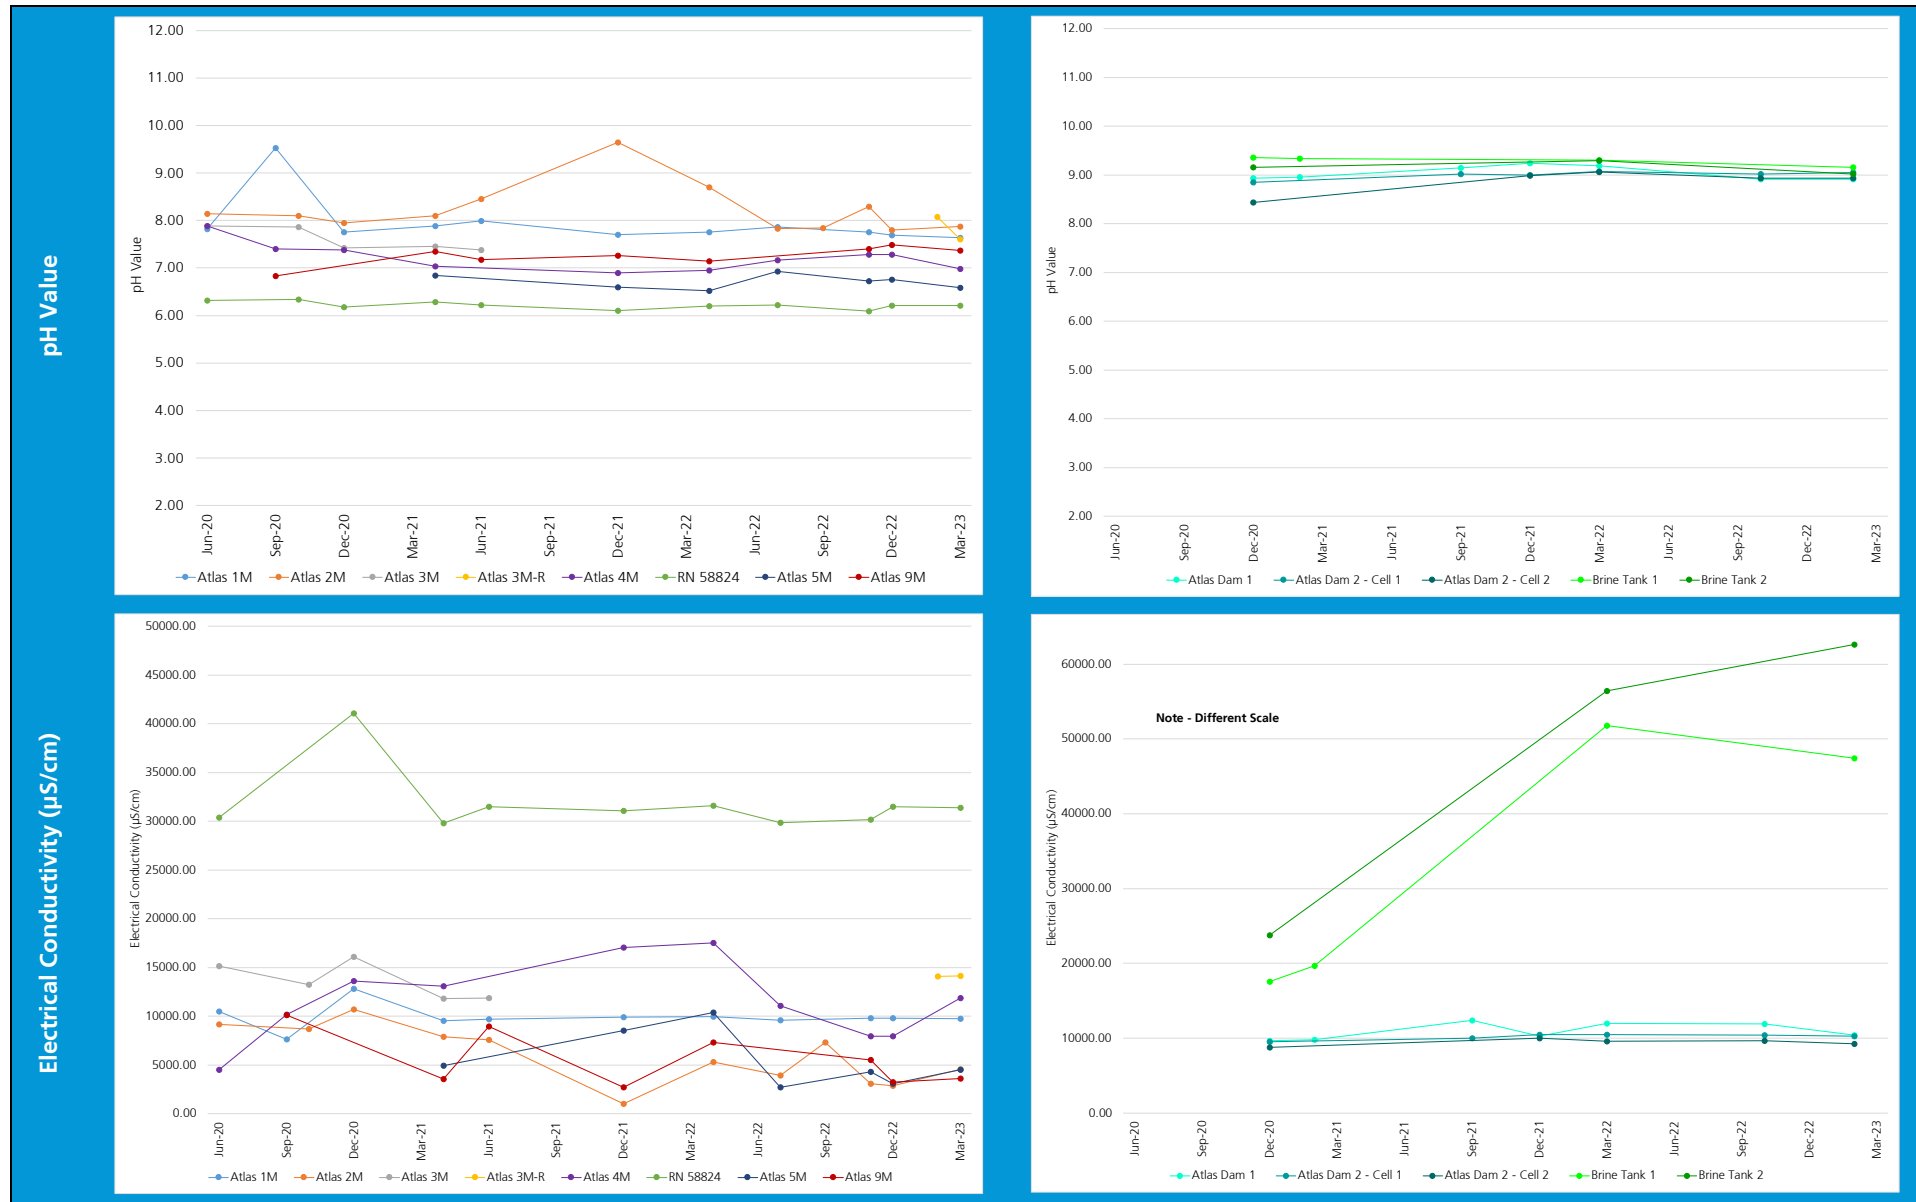 pH Value
12.00
11.00
10.00
9.00
8.00
7.00
6.00
5.00
4.00
3.00
2.00
pH Value
Jun-20
Sep-20
Dec-20
Mar-21
Jun-21
Sep-21
Dec-21
Mar-22
Jun-22
Sep-22
Dec-22
Mar-23
Atlas 1M Atlas 2M Atlas 3M Atlas 3M-R Atlas 4M RN 58824 Atlas 5M Atlas 9M
12.00
11.00
10.00
9.00
8.00
7.00
6.00
5.00
4.00
3.00
2.00
pH Value
Jun-20
Sep-20
Dec-20
Mar-21
Jun-21
Sep-21
Dec-21
Mar-22
Jun-22
Sep-22
Dec-22
Mar-23
Atlas Dam 1 Atlas Dam 2 - Cell 1 Atlas Dam 2 - Cell 2 Brine Tank 1 Brine Tank 2
Electrical Conductivity (µS/cm)
50000.00
45000.00
40000.00
35000.00
30000.00
25000.00
20000.00
15000.00
10000.00
5000.00
0.00
Electrical Conductivity (µS/cm)
Jun-20
Sep-20
Dec-20
Mar-21
Jun-21
Sep-21
Dec-21
Mar-22
Jun-22
Sep-22
Dec-22
Mar-23
Atlas 1M Atlas 2M Atlas 3M Atlas 3M-R Atlas 4M RN 58824 Atlas 5M Atlas 9M
60000.00
50000.00
40000.00
30000.00
20000.00
10000.00
0.00
Electrical Conductivity (µS/cm)
Note - Different Scale
Jun-20
Sep-20
Dec-20
Mar-21
Jun-21
Sep-21
Dec-21
Mar-22
Jun-22
Sep-22
Dec-22
Mar-23
Atlas Dam 1 Atlas Dam 2 - Cell 1 Atlas Dam 2 - Cell 2 Brine Tank 1 Brine Tank 2